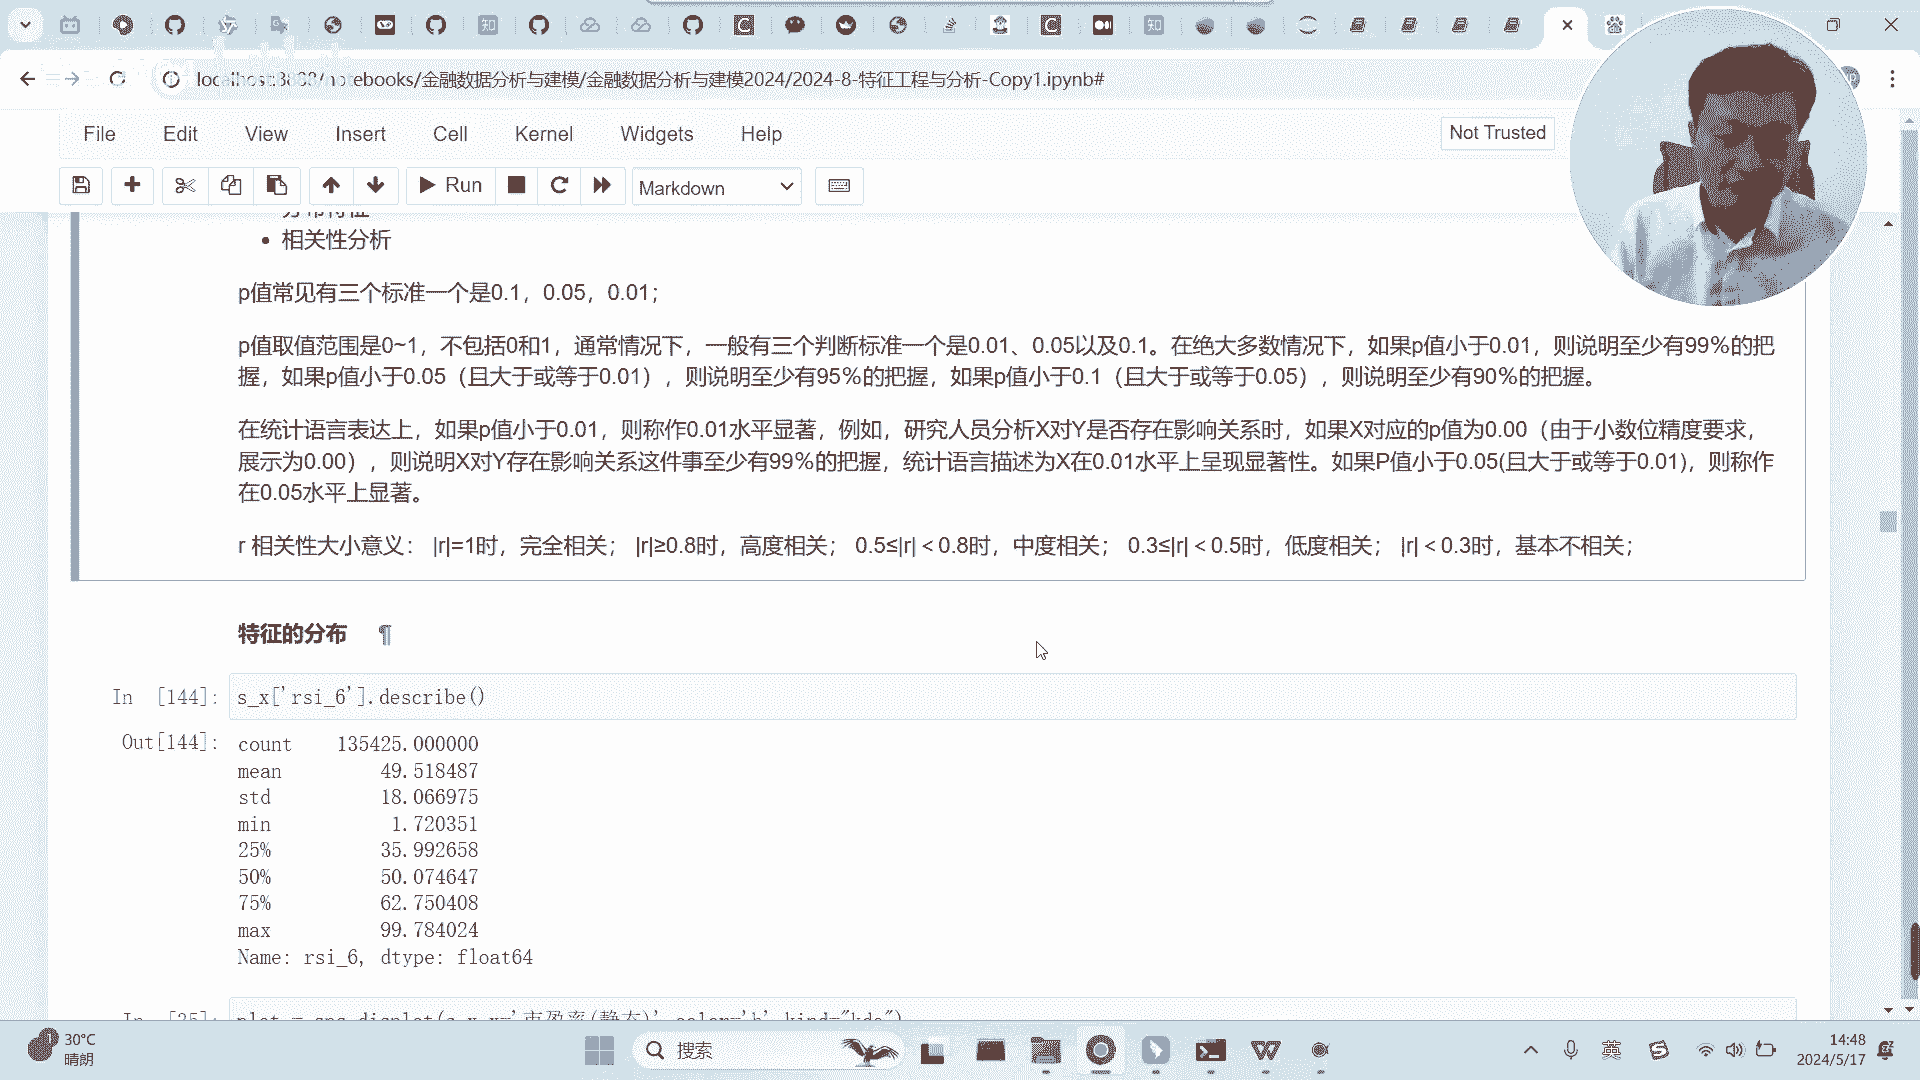 localhost:8888/notebooks/金融数据分析与建模/金融数据分析与建模2024/2024-8-特征工程与分析-Copy1.ipynb#
File Edit View Insert Cell Kernel Widgets Help
Not Trusted
Run
Markdown
分布特征
• 相关性分析
p值常见有三个标准一个是0.1，0.05，0.01；
p值取值范围是0~1，不包括0和1，通常情况下，一般有三个判断标准一个是0.01、0.05以及0.1。在绝大多数情况下，如果p值小于0.01，则说明至少有99%的把
握，如果p值小于0.05（且大于或等于0.01），则说明至少有95%的把握，如果p值小于0.1（且大于或等于0.05），则说明至少有90%的把握。
在统计语言表达上，如果p值小于0.01，则称作0.01水平显著，例如，研究人员分析X对Y是否存在影响关系时，如果X对应的p值为0.00（由于小数位精度要求，
展示为0.00），则说明X对Y存在影响关系这件事至少有99%的把握，统计语言描述为X在0.01水平上呈现显著性。如果P值小于0.05(且大于或等于0.01)，则称作
在0.05水平上显著。
r 相关性大小意义： |r|=1时，完全相关； |r|≥0.8时，高度相关； 0.5≤|r|＜0.8时，中度相关； 0.3≤|r|＜0.5时，低度相关； |r|＜0.3时，基本不相关；
特征的分布 ¶
In [144]: s_x['rsi_6'].describe()
Out[144]: count 135425.000000
mean 49.518487
std 18.066975
min 1.720351
25% 35.992658
50% 50.074647
75% 62.750408
max 99.784024
Name: rsi_6, dtype: float64
In [25]: plot = sns.displot(s_x,x='市盈率(静态)',color='b',kind="kde")
30°C
晴朗
搜索
英
14:48
2024/5/17